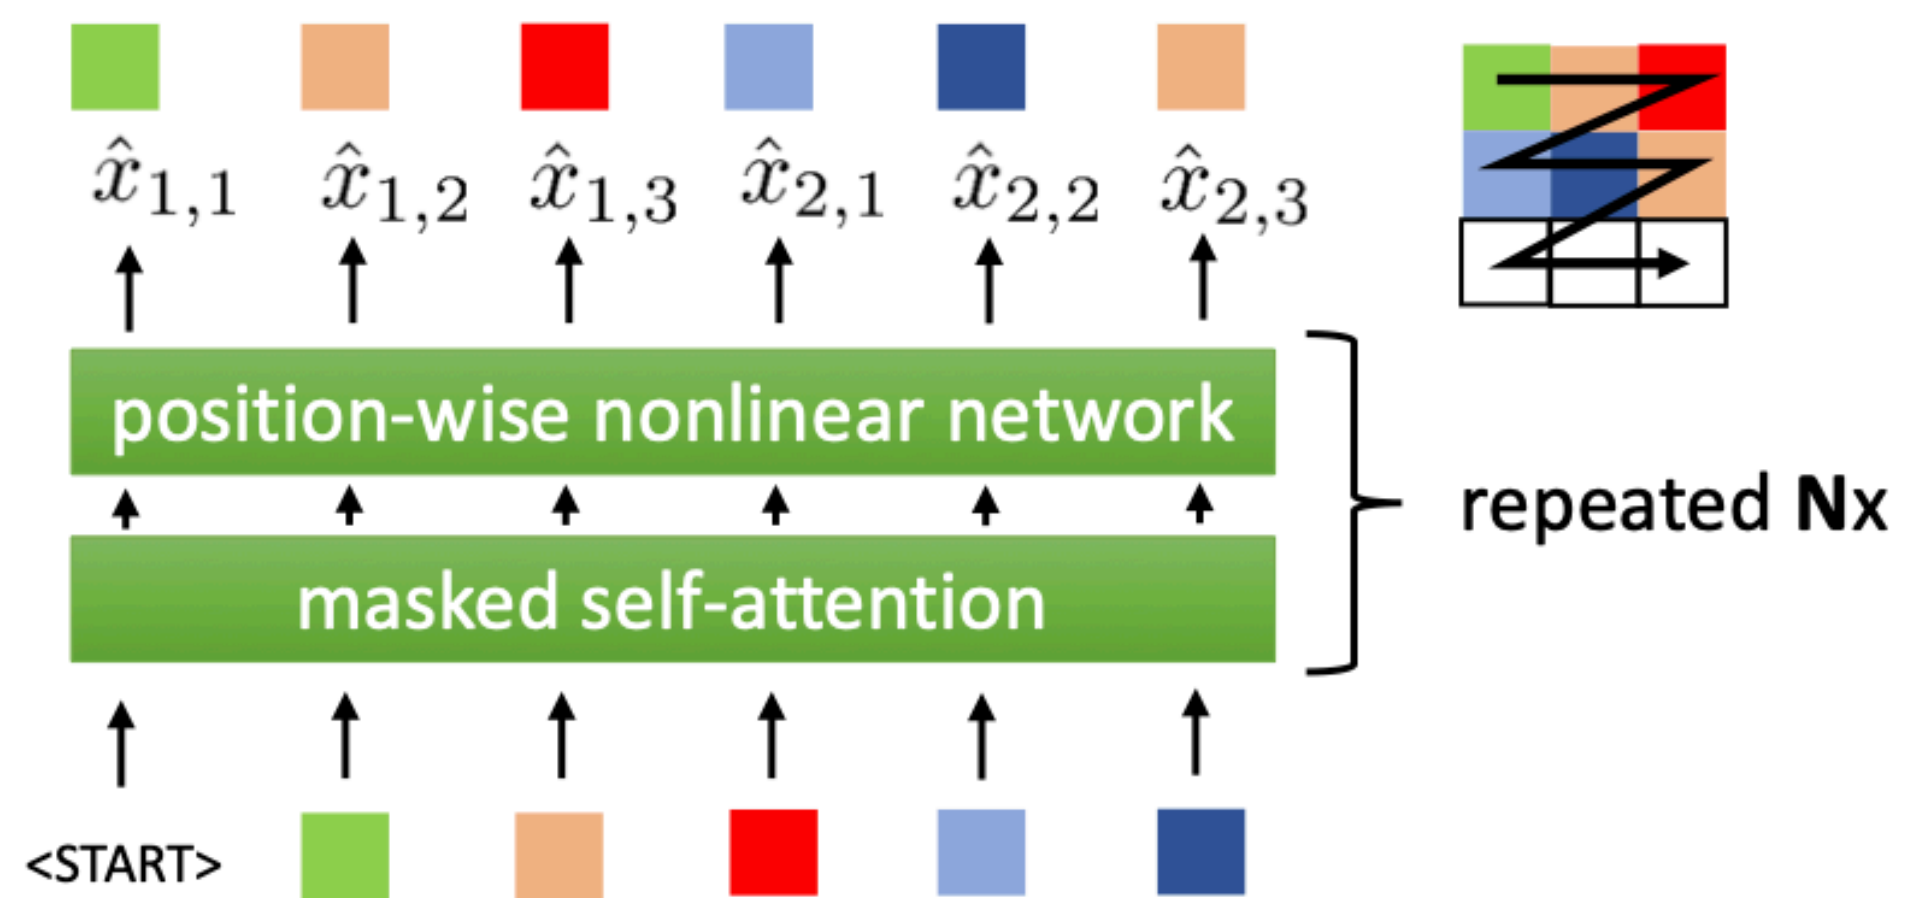 x̂1,1 x̂1,2 x̂1,3 x̂2,1 x̂2,2 x̂2,3
position-wise nonlinear network
repeated Nx
masked self-attention
<START>